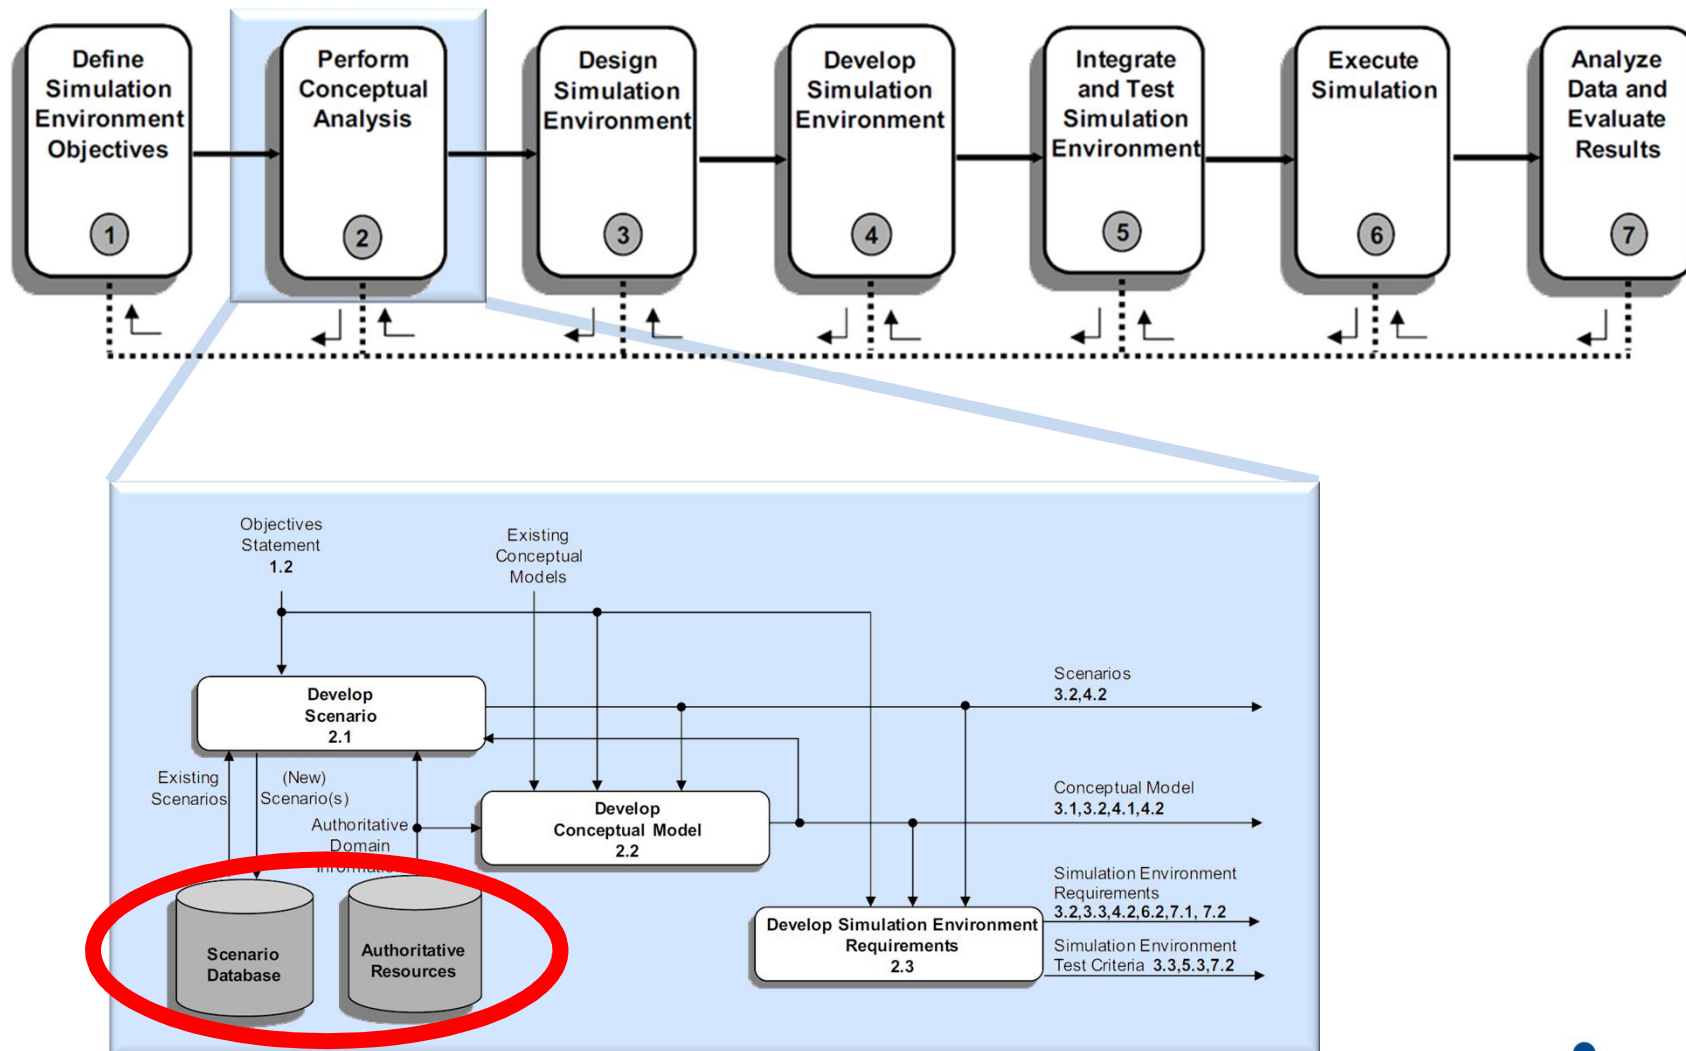 Define
Simulation
Environment
Objectives
1
Perform
Conceptual
Analysis
2
Design
Simulation
Environment
3
Develop
Simulation
Environment
4
Integrate
and Test
Simulation
Environment
5
Execute
Simulation
6
Analyze
Data and
Evaluate
Results
7
Objectives
Statement
1.2
Existing
Conceptual
Models
Develop
Scenario
2.1
Scenarios
3.2,4.2
Existing
Scenarios
(New)
Scenario(s)
Authoritative
Domain
Develop
Conceptual Model
2.2
Conceptual Model
3.1,3.2,4.1,4.2
Simulation Environment
Requirements
3.2,3.3,4.2,6.2,7.1, 7.2
Develop Simulation Environment
Requirements
2.3
Simulation Environment
Test Criteria 3.3,5.3,7.2
Scenario
Database
Authoritative
Resources